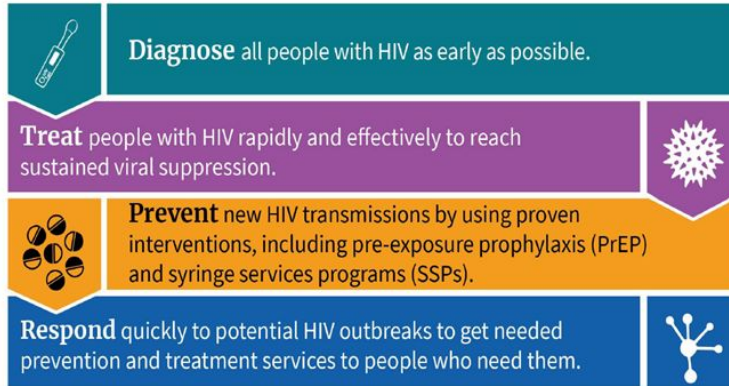 Diagnose all people with HIV as early as possible.
Treat people with HIV rapidly and effectively to reach
sustained viral suppression.
Prevent new HIV transmissions by using proven
interventions, including pre-exposure prophylaxis (PrEP)
and syringe services programs (SSPs).
Respond quickly to potential HIV outbreaks to get needed
prevention and treatment services to people who need them.